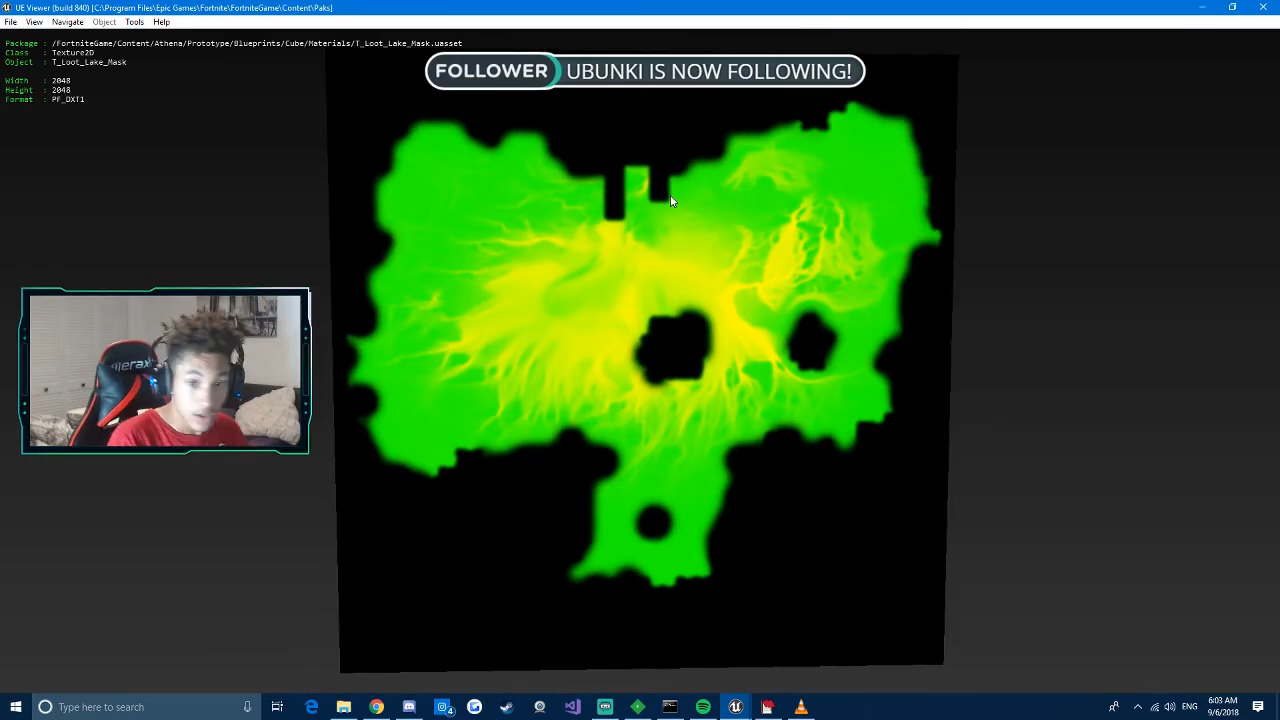 UE Viewer (build 840) [C:\Program Files\Epic Games\Fortnite\FortniteGame\Content\Paks]
File View Navigate Object Tools Help
Package : /FortniteGame/Content/Athena/Prototype/Blueprints/Cube/Materials/T_Loot_Lake_Mask.uasset
Class : Texture2D
Object : T_Loot_Lake_Mask
Width : 2048
Height : 2048
Format : PF_DXT1
FOLLOWER UBUNKI IS NOW FOLLOWING!
Type here to search
4
6:03 AM
9/6/2018